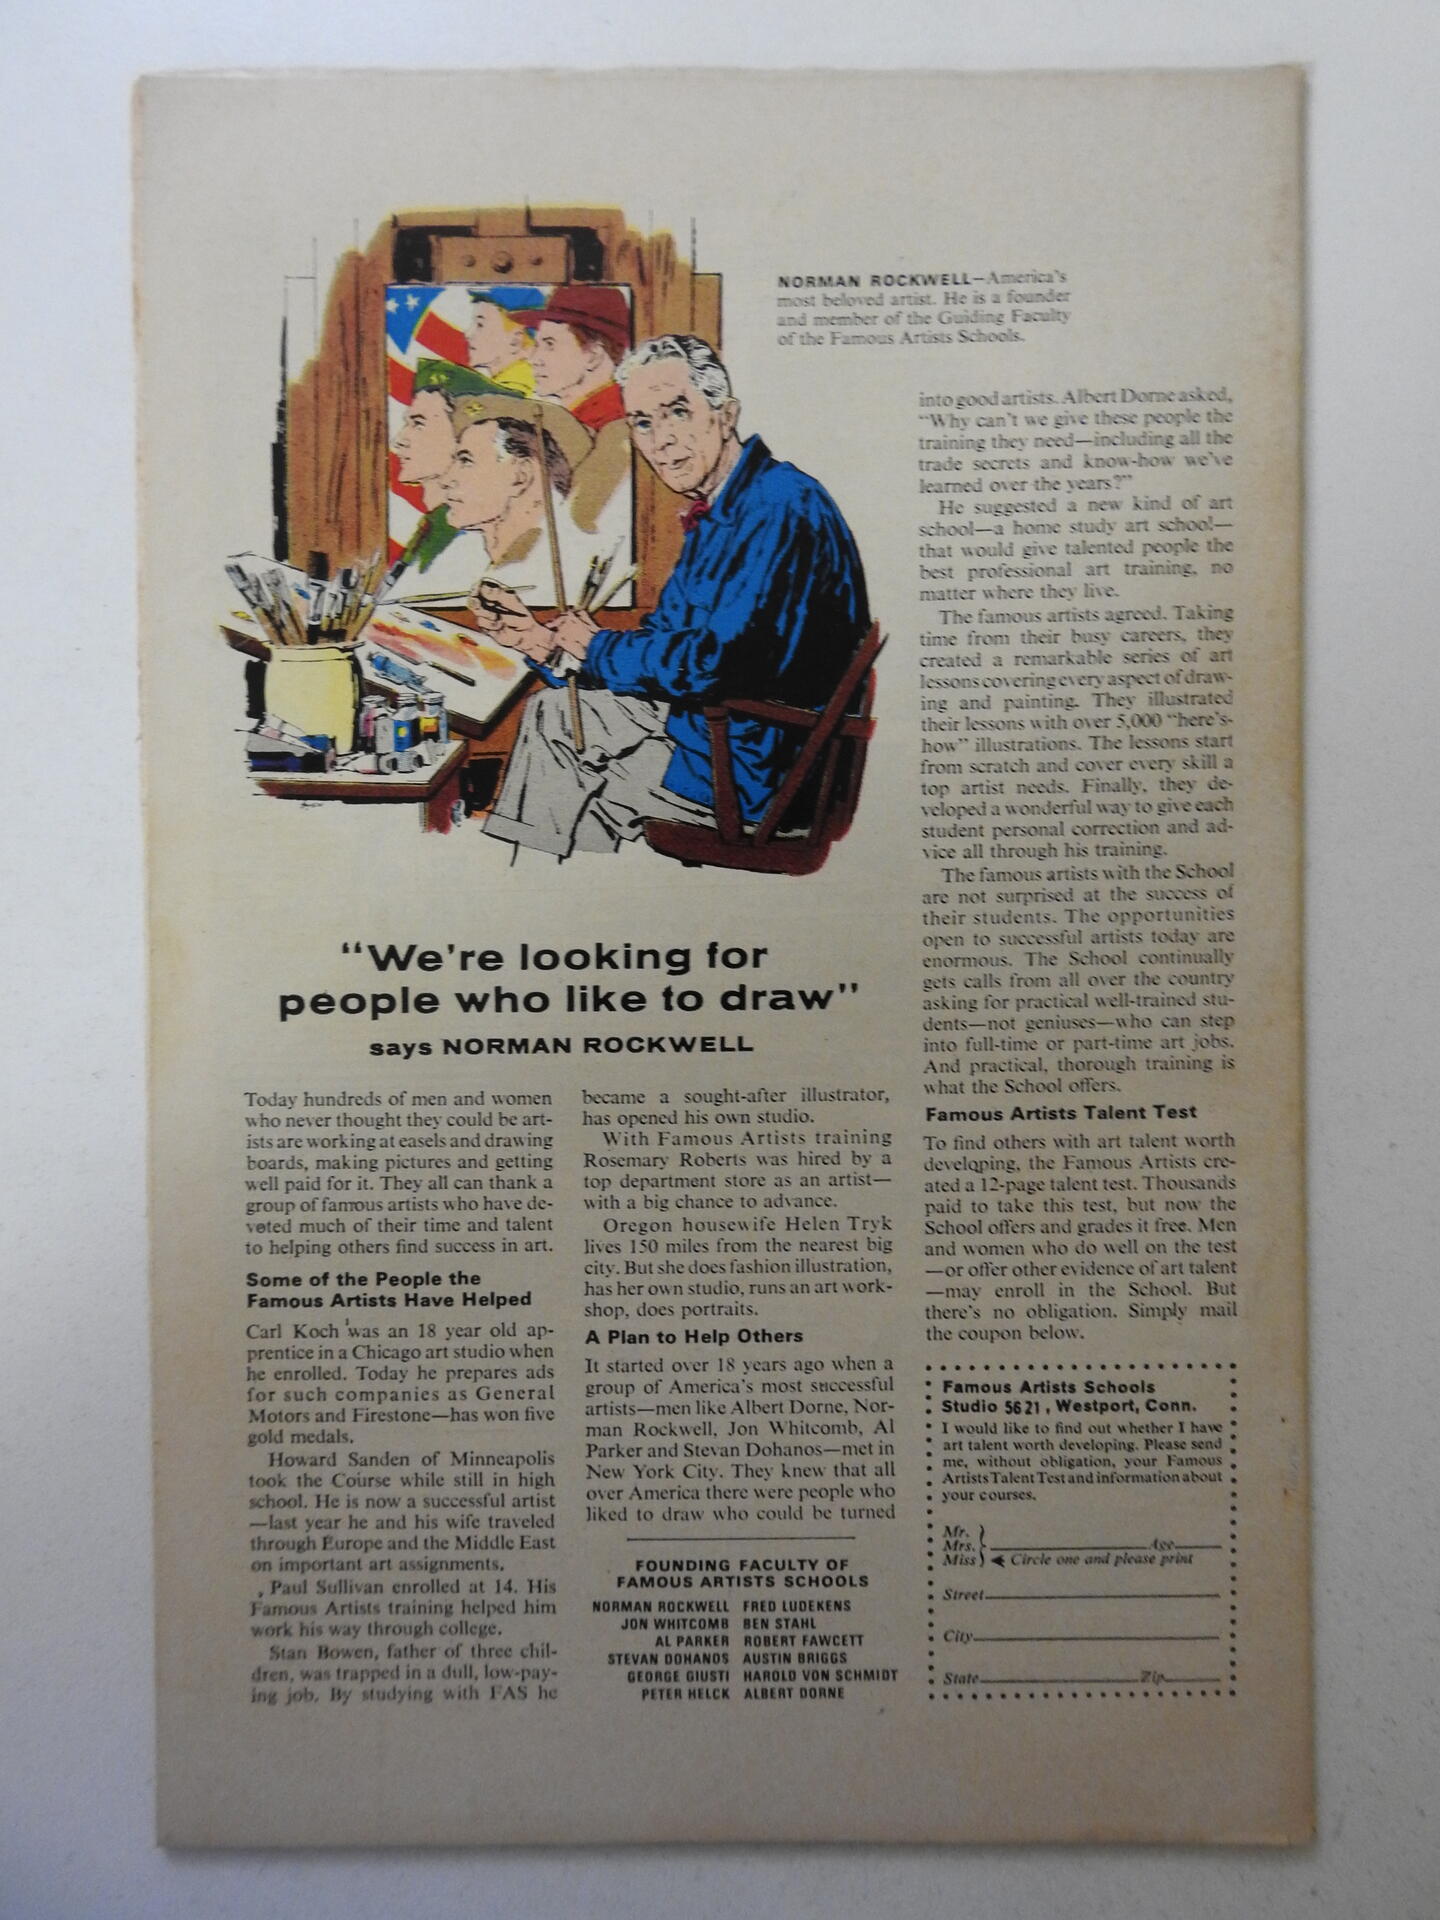 NORMAN ROCKWELL—America's
most beloved artist. He is a founder
and member of the Guiding Faculty
of the Famous Artists Schools.
"We're looking for
people who like to draw"
says NORMAN ROCKWELL
Today hundreds of men and women
who never thought they could be art-
ists are working at easels and drawing
boards, making pictures and getting
well paid for it. They all can thank a
group of famous artists who have de-
voted much of their time and talent
to helping others find success in art.
Some of the People the
Famous Artists Have Helped
Carl Koch was an 18 year old ap-
prentice in a Chicago art studio when
he enrolled. Today he prepares ads
for such companies as General
Motors and Firestone—has won five
gold medals.
Howard Sanden of Minneapolis
took the Course while still in high
school. He is now a successful artist
—last year he and his wife traveled
through Europe and the Middle East
on important art assignments.
Paul Sullivan enrolled at 14. His
Famous Artists training helped him
work his way through college.
Stan Bowen, father of three chil-
dren, was trapped in a dull, low-pay-
ing job. By studying with FAS he
became a sought-after illustrator,
has opened his own studio.
With Famous Artists training
Rosemary Roberts was hired by a
top department store as an artist—
with a big chance to advance.
Oregon housewife Helen Tryk
lives 150 miles from the nearest big
city. But she does fashion illustration,
has her own studio, runs an art work-
shop, does portraits.
A Plan to Help Others
It started over 18 years ago when a
group of America's most successful
artists—men like Albert Dorne, Nor-
man Rockwell, Jon Whitcomb, Al
Parker and Stevan Dohanos—met in
New York City. They knew that all
over America there were people who
liked to draw who could be turned
into good artists. Albert Dorne asked,
"Why can't we give these people the
training they need—including all the
trade secrets and know-how we've
learned over the years?"
He suggested a new kind of art
school—a home study art school—
that would give talented people the
best professional art training, no
matter where they live.
The famous artists agreed. Taking
time from their busy careers, they
created a remarkable series of art
lessons covering every aspect of draw-
ing and painting. They illustrated
their lessons with over 5,000 "here's-
how" illustrations. The lessons start
from scratch and cover every skill a
top artist needs. Finally, they de-
veloped a wonderful way to give each
student personal correction and ad-
vice all through his training.
The famous artists with the School
are not surprised at the success of
their students. The opportunities
open to successful artists today are
enormous. The School continually
gets calls from all over the country
asking for practical well-trained stu-
dents—not geniuses—who can step
into full-time or part-time art jobs.
And practical, thorough training is
what the School offers.
Famous Artists Talent Test
To find others with art talent worth
developing, the Famous Artists cre-
ated a 12-page talent test. Thousands
paid to take this test, but now the
School offers and grades it free. Men
and women who do well on the test
—or offer other evidence of art talent
—may enroll in the School. But
there's no obligation. Simply mail
the coupon below.
FOUNDING FACULTY OF
FAMOUS ARTISTS SCHOOLS
NORMAN ROCKWELL FRED LUDEKENS
JON WHITCOMB BEN STAHL
AL PARKER ROBERT FAWCETT
STEVAN DOHANOS AUSTIN BRIGGS
GEORGE GIUSTI HAROLD VON SCHMIDT
PETER HELCK ALBERT DORNE
Famous Artists Schools
Studio 5621, Westport, Conn.
I would like to find out whether I have
art talent worth developing. Please send
me, without obligation, your Famous
Artists Talent Test and information about
your courses.
Mr.
Mrs. Age
Miss Circle one and please print
Street
City
State Zip